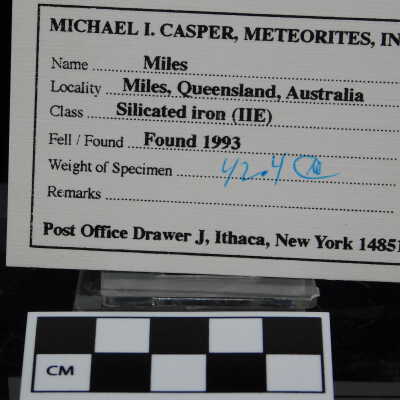 MICHAEL I. CASPER, METEORITES, IN
Name ........ Miles
Locality ..... Miles, Queensland, Australia
Class ........ Silicated iron (IIE)
Fell / Found .... Found 1993
Weight of Specimen ........ 42.4
Remarks ........
Post Office Drawer J, Ithaca, New York 14851
CM